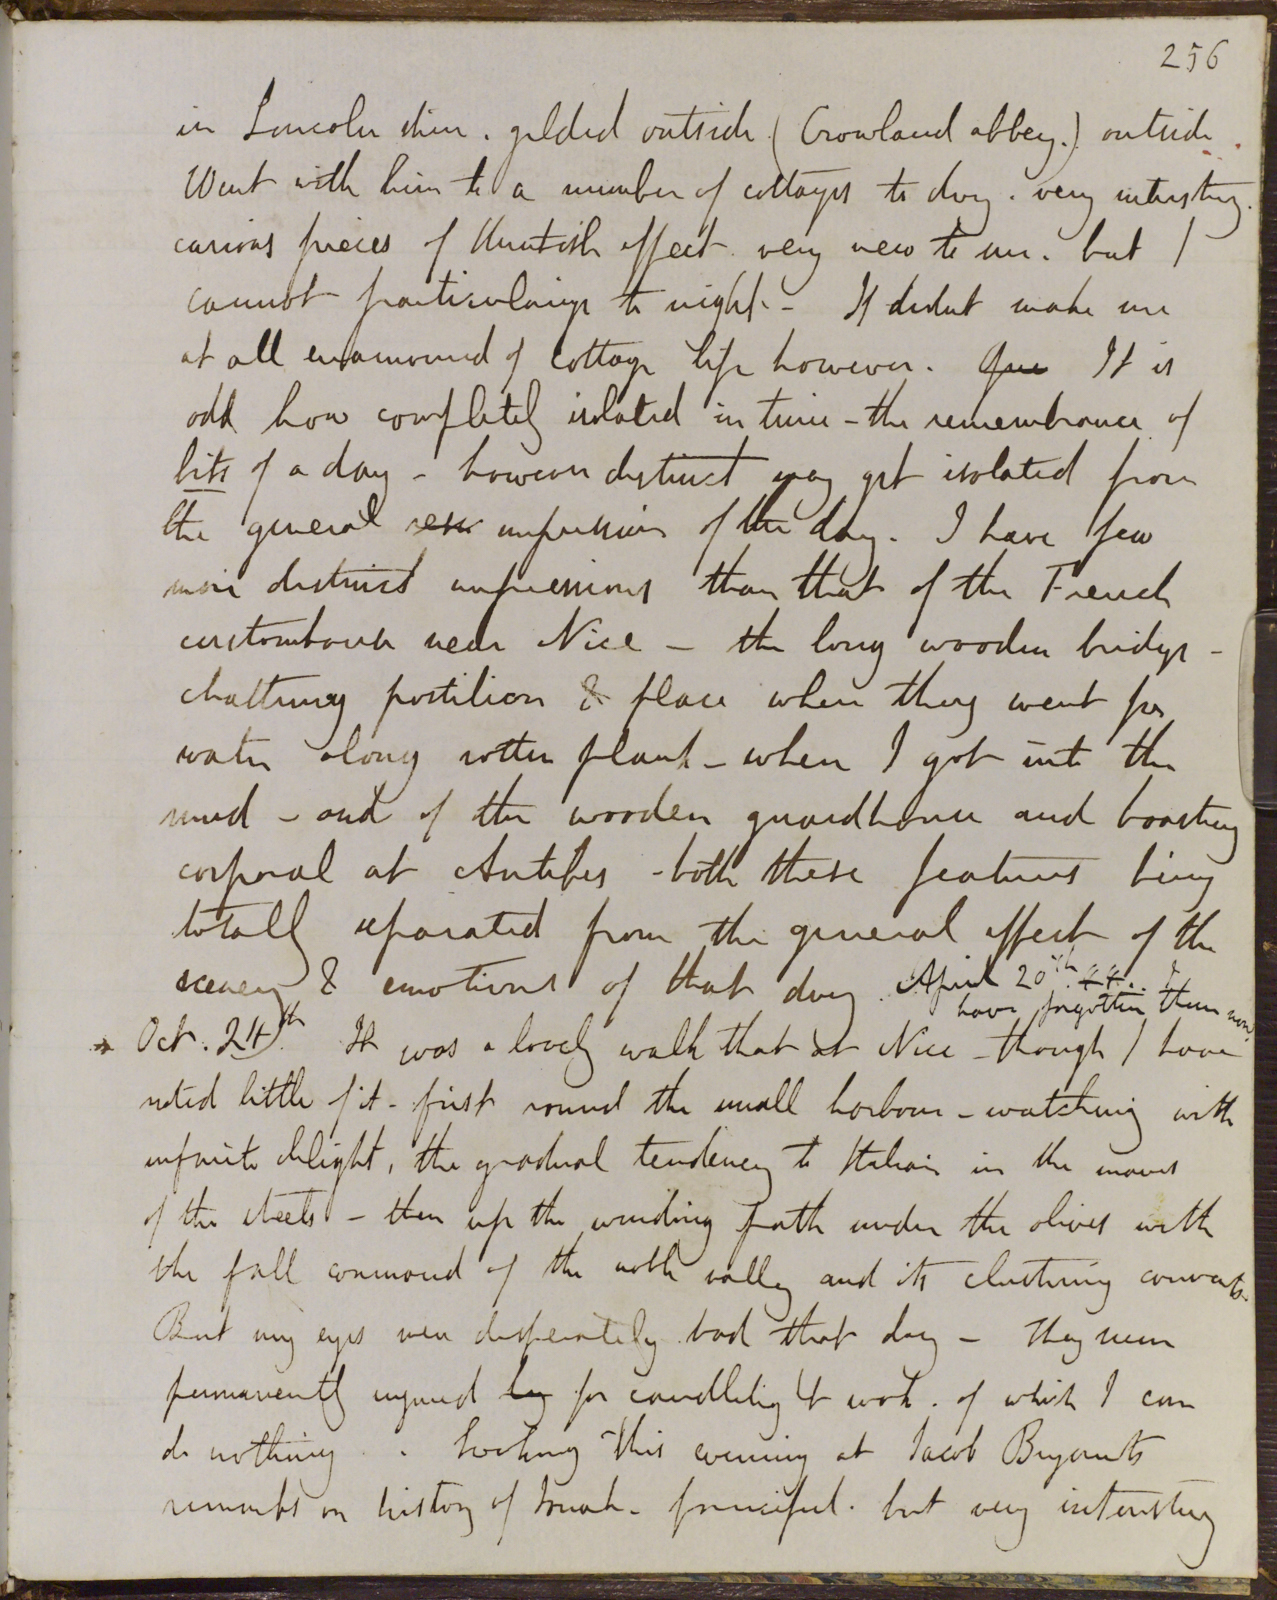 256
in Lincolnshire. gilded outside (Crowland abbey.) outside
Went with him to a number of cottages to day. very interesting.
curious pieces of effect very new to me. but I
cannot particularize to night. - It didnt make me
at all enamoured of cottage life however. It is
odd how completely isolated in time - the remembrance of
bits of a day - however distinct may get isolated from
the general impression of the day. I have few
more distinct impressions than that of the French
customhouse near Nice - the long wooden bridge -
chattering postilion & place where they went for
water along rotten plank - where I got into the
mud - and of the wooden guardhouse and boasting
corporal at Antibes - both these features being
totally separated from the general effect of the
scenery & emotions of that day. April 20th 44.. I
have forgotten them now.
Oct. 24th It was a lovely walk that at Nice - though I have
noted little of it - first round the small harbour - watching with
infinite delight, the gradual tendency to Italian in the
of the streets - then up the winding path under the olives with
the full command of the noble valley and its clustering convents.
But my eyes were desperately bad that day - they seem
permanently injured for candlelight work. of which I can
do nothing. Looking this evening at Jacob Bryants
remarks on history of Jonah. fanciful. but very interesting